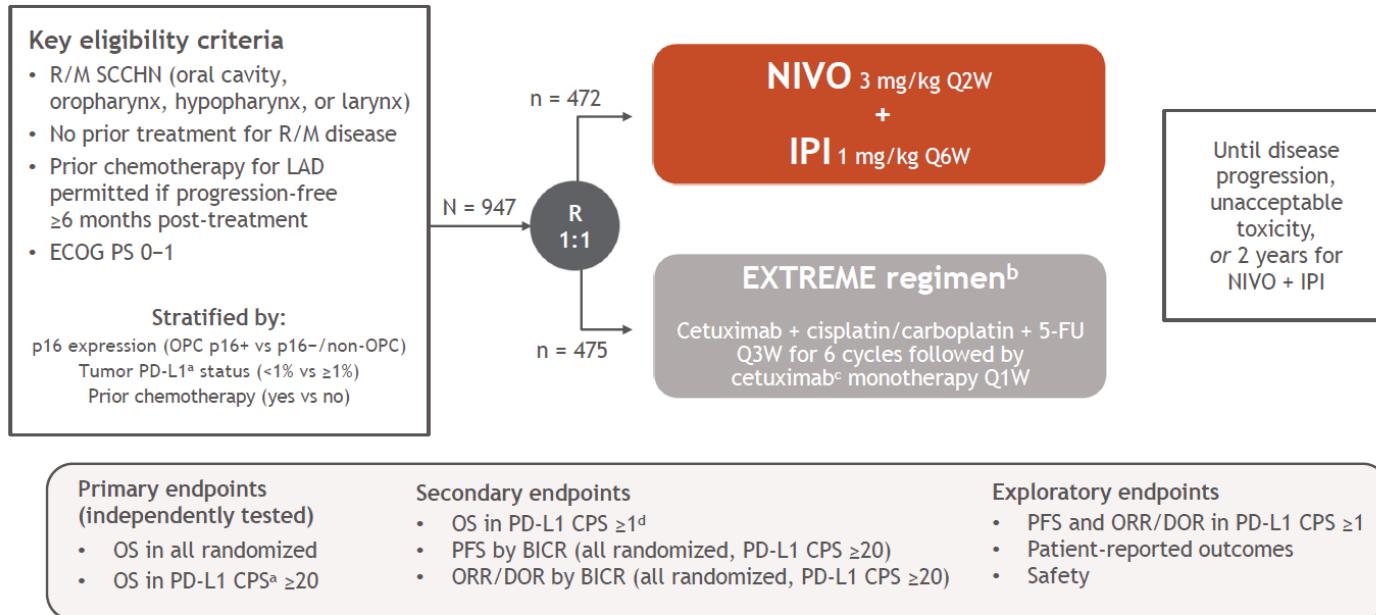 Key eligibility criteria
• R/M SCCHN (oral cavity,
oropharynx, hypopharynx, or larynx)
• No prior treatment for R/M disease
• Prior chemotherapy for LAD
permitted if progression-free
≥6 months post-treatment
• ECOG PS 0–1
Stratified by:
p16 expression (OPC p16+ vs p16−/non-OPC)
Tumor PD-L1ᵃ status (<1% vs ≥1%)
Prior chemotherapy (yes vs no)
N = 947
R
1:1
n = 472
n = 475
NIVO 3 mg/kg Q2W
+
IPI 1 mg/kg Q6W
EXTREME regimenᵇ
Cetuximab + cisplatin/carboplatin + 5-FU
Q3W for 6 cycles followed by
cetuximabᶜ monotherapy Q1W
Until disease
progression,
unacceptable
toxicity,
or 2 years for
NIVO + IPI
Primary endpoints
(independently tested)
• OS in all randomized
• OS in PD-L1 CPSᵃ ≥20
Secondary endpoints
• OS in PD-L1 CPS ≥1ᵈ
• PFS by BICR (all randomized, PD-L1 CPS ≥20)
• ORR/DOR by BICR (all randomized, PD-L1 CPS ≥20)
Exploratory endpoints
• PFS and ORR/DOR in PD-L1 CPS ≥1
• Patient-reported outcomes
• Safety